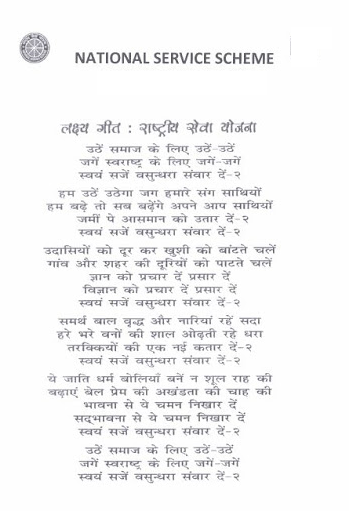 NATIONAL SERVICE SCHEME
लक्ष्य गीत : राष्ट्रीय सेवा योजना
उठें समाज के लिए उठें-उठें
जगें स्वराष्ट्र के लिए जगें-जगें
स्वयं सजें वसुन्धरा संवार दें-२
हम उठें उठेगा जग हमारे संग साथियों
हम बढ़े तो सब बढ़ेंगे अपने आप साथियों
जमीं पे आसमान को उतार दें-२
स्वयं सजें वसुन्धरा संवार दें-२
उदासियों को दूर कर खुशी को बांटते चलें
गांव और शहर की दूरियों को पाटते चलें
ज्ञान को प्रचार दें प्रसार दें
विज्ञान को प्रचार दें प्रसार दें
स्वयं सजें वसुन्धरा संवार दें-२
समर्थ बाल वृद्ध और नारियां रहें सदा
हरे भरे वनों की शाल ओढ़ती रहे धरा
तरक्कियों की एक नई कतार दें-२
स्वयं सजें वसुन्धरा संवार दें-२
ये जाति धर्म बोलियाँ बनें न शूल राह की
बढ़ाएं बेल प्रेम की अखंडता की चाह की
भावना से ये चमन निखार दें
सद्भावना से ये चमन निखार दें
स्वयं सजें वसुन्धरा संवार दें-२
उठें समाज के लिए उठें-उठें
जगें स्वराष्ट्र के लिए जगें-जगें
स्वयं सजें वसुन्धरा संवार दें-२